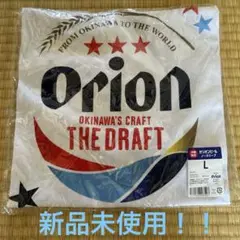 FROM OKINAWA TO THE WORLD
Orion
OKINAWA'S CRAFT
THE DRAFT
L
新品未使用！！